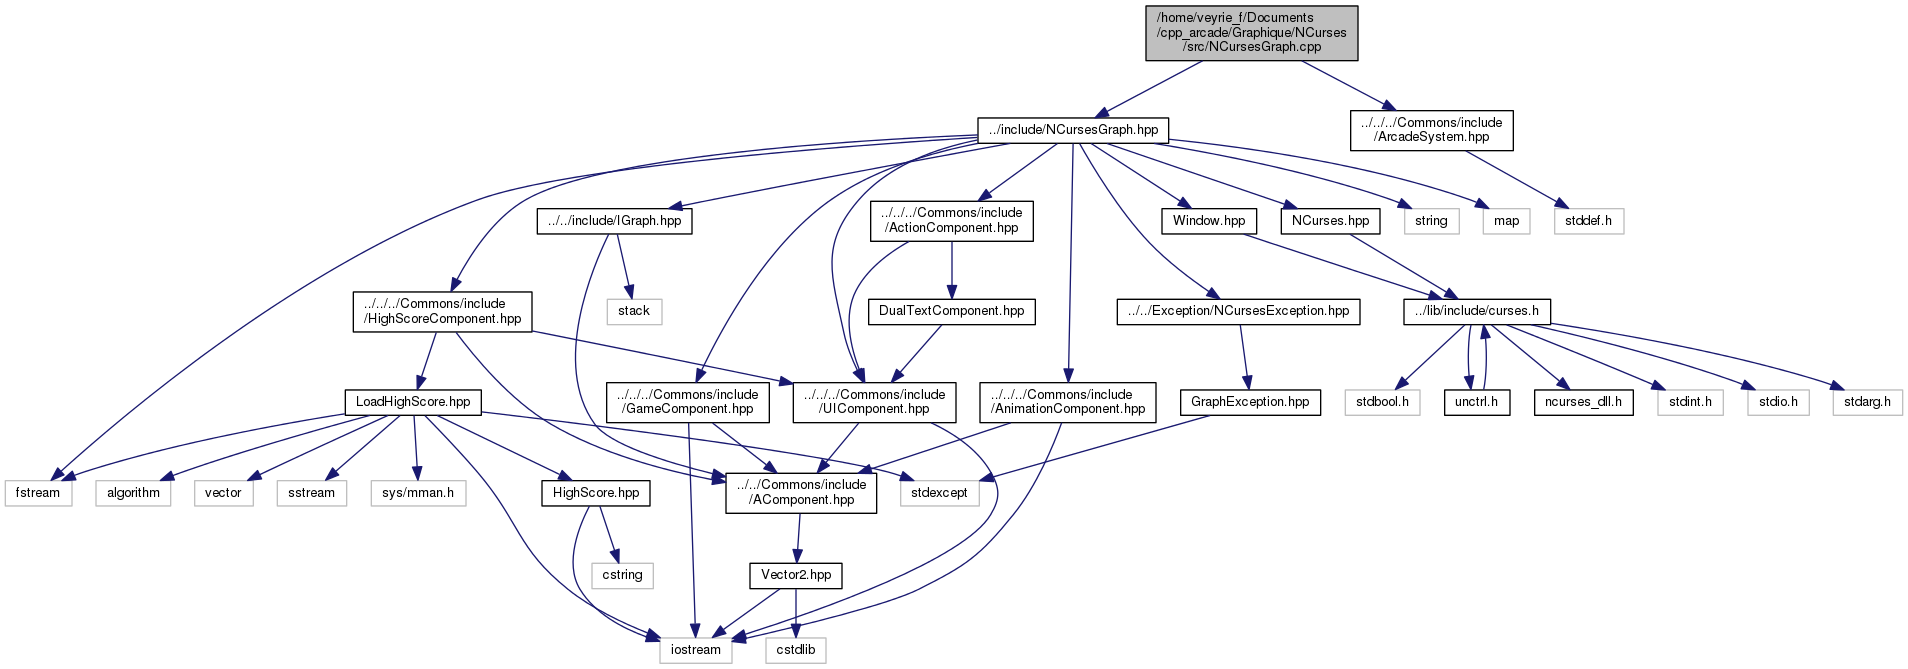 /home/veyrie_f/Documents
/cpp_arcade/Graphique/NCurses
/src/NCursesGraph.cpp
../include/NCursesGraph.hpp
../../../Commons/include
/ArcadeSystem.hpp
../../include/IGraph.hpp
../../../Commons/include
/ActionComponent.hpp
Window.hpp
NCurses.hpp
string
map
stddef.h
../../../Commons/include
/HighScoreComponent.hpp
stack
DualTextComponent.hpp
../../Exception/NCursesException.hpp
../lib/include/curses.h
LoadHighScore.hpp
../../../Commons/include
/GameComponent.hpp
../../../Commons/include
/UIComponent.hpp
../../../Commons/include
/AnimationComponent.hpp
GraphException.hpp
stdbool.h
unctrl.h
ncurses_dll.h
stdint.h
stdio.h
stdarg.h
fstream
algorithm
vector
sstream
sys/mman.h
HighScore.hpp
../../Commons/include
/AComponent.hpp
stdexcept
cstring
Vector2.hpp
iostream
cstdlib